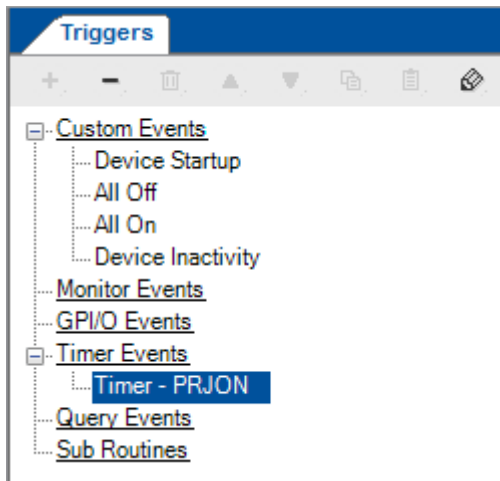 Triggers
Custom Events
Device Startup
All Off
All On
Device Inactivity
Monitor Events
GPI/O Events
Timer Events
Timer - PRJON
Query Events
Sub Routines